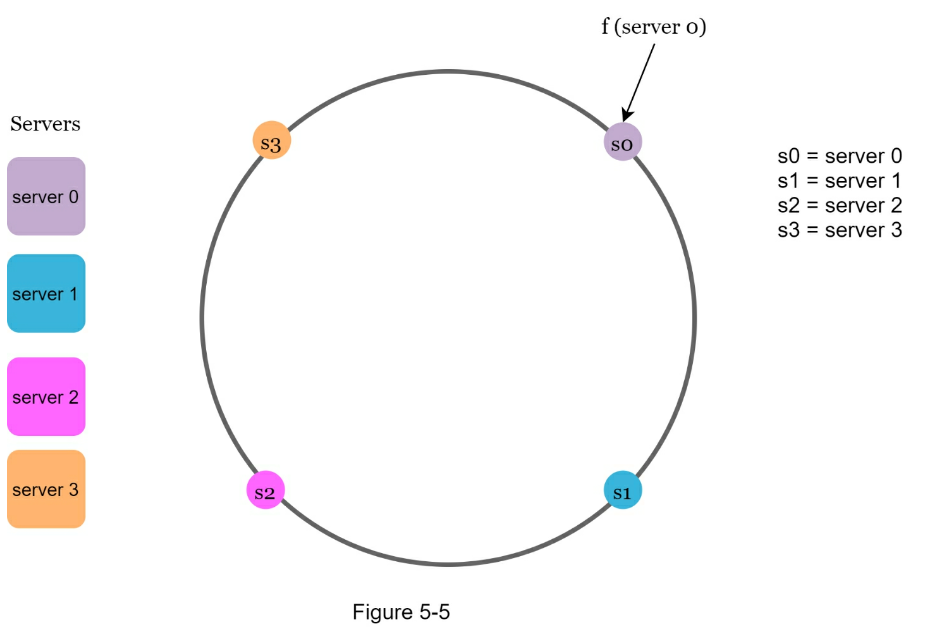 f (server 0)
Servers
server 0
server 1
server 2
server 3
s3
s0
s2
s1
s0 = server 0
s1 = server 1
s2 = server 2
s3 = server 3
Figure 5-5